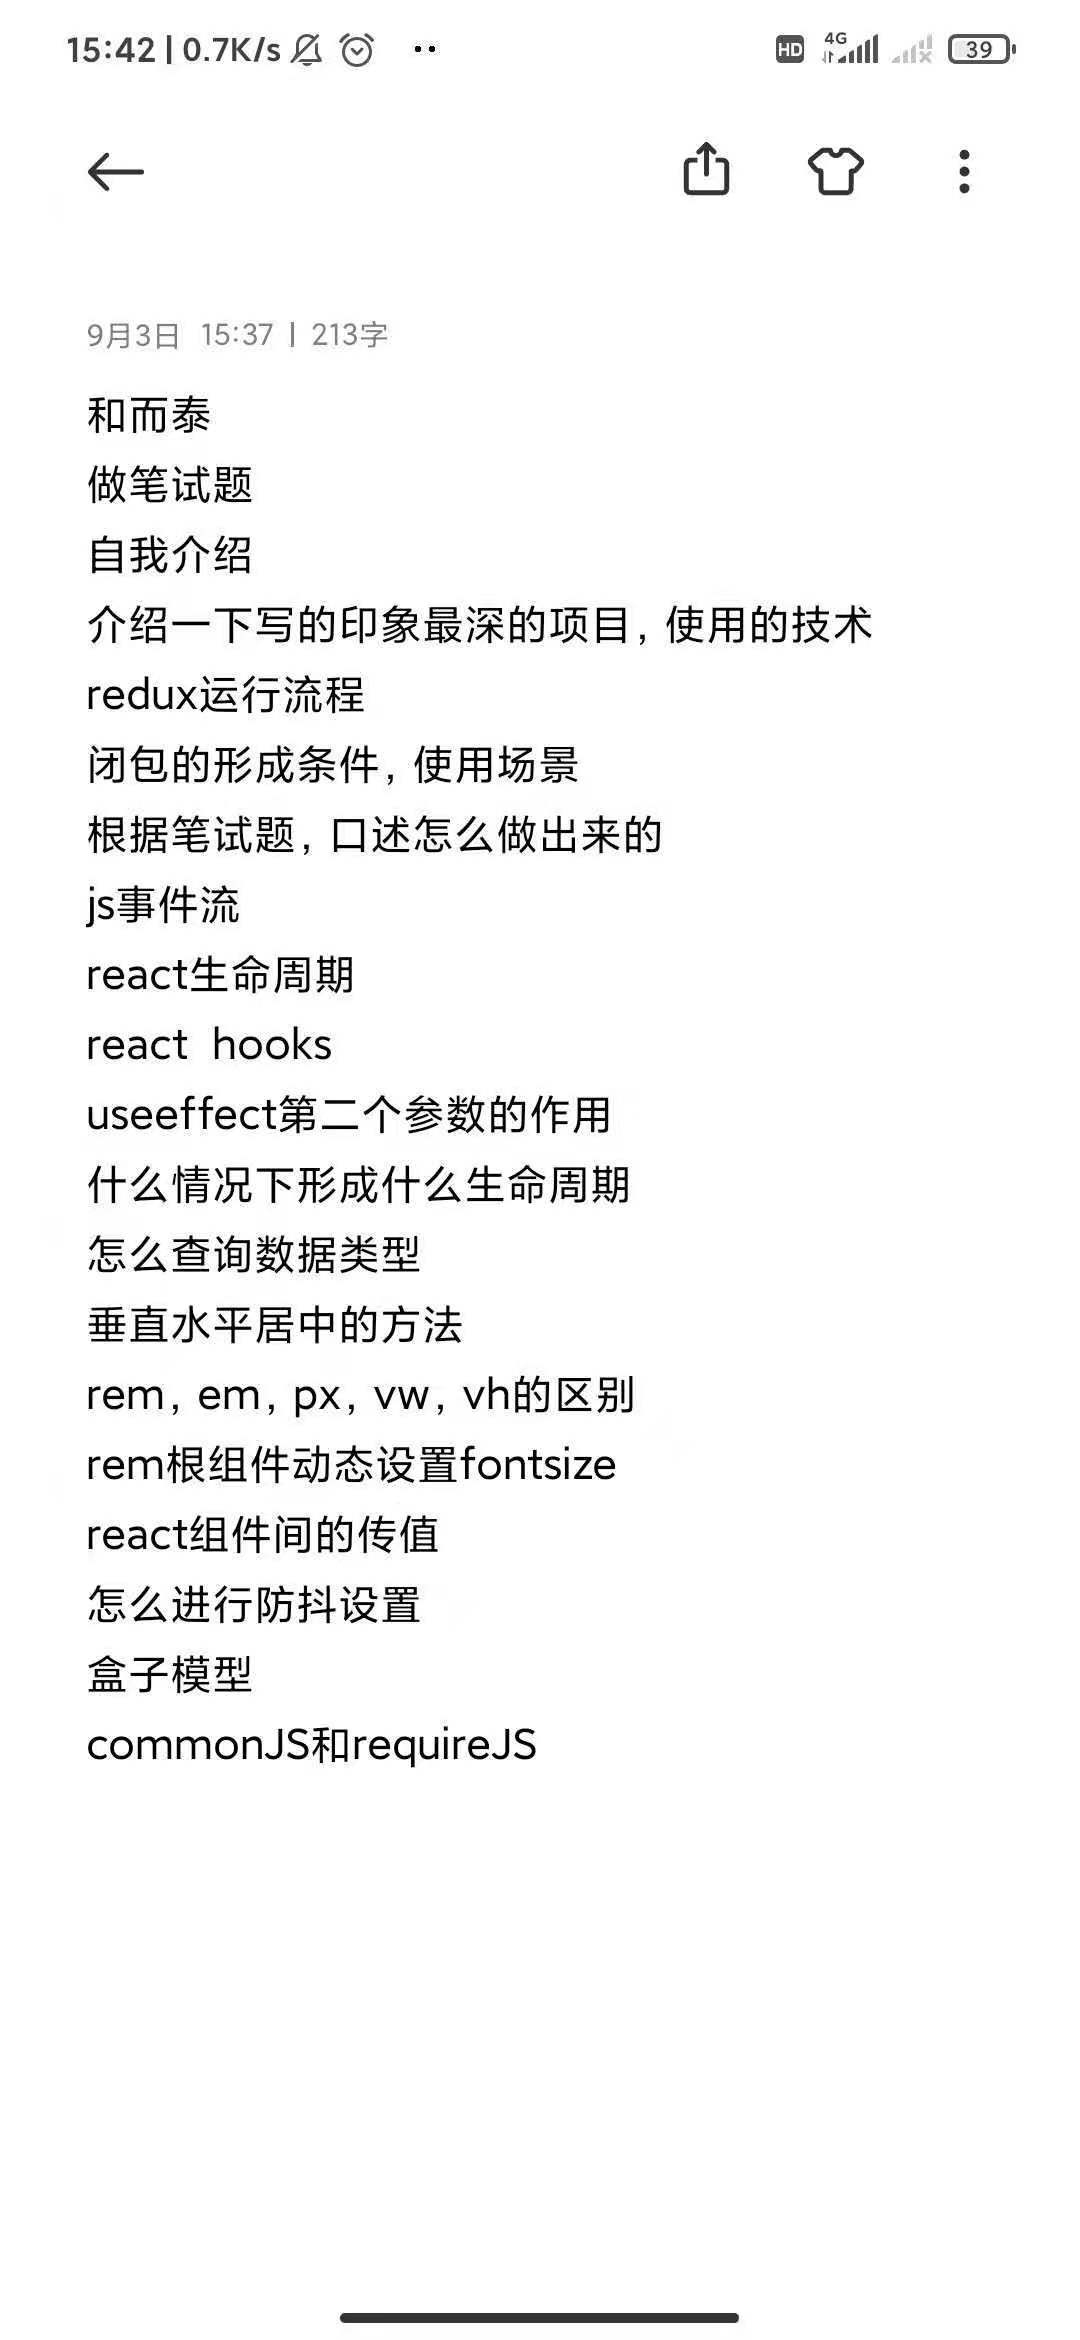 15:42 | 0.7K/s
HD 4G 39
9月3日 15:37 | 213字
和而泰
做笔试题
自我介绍
介绍一下写的印象最深的项目, 使用的技术
redux运行流程
闭包的形成条件, 使用场景
根据笔试题, 口述怎么做出来的
js事件流
react生命周期
react hooks
useeffect第二个参数的作用
什么情况下形成什么生命周期
怎么查询数据类型
垂直水平居中的方法
rem, em, px, vw, vh的区别
rem根组件动态设置fontsize
react组件间的传值
怎么进行防抖设置
盒子模型
commonJS和requireJS